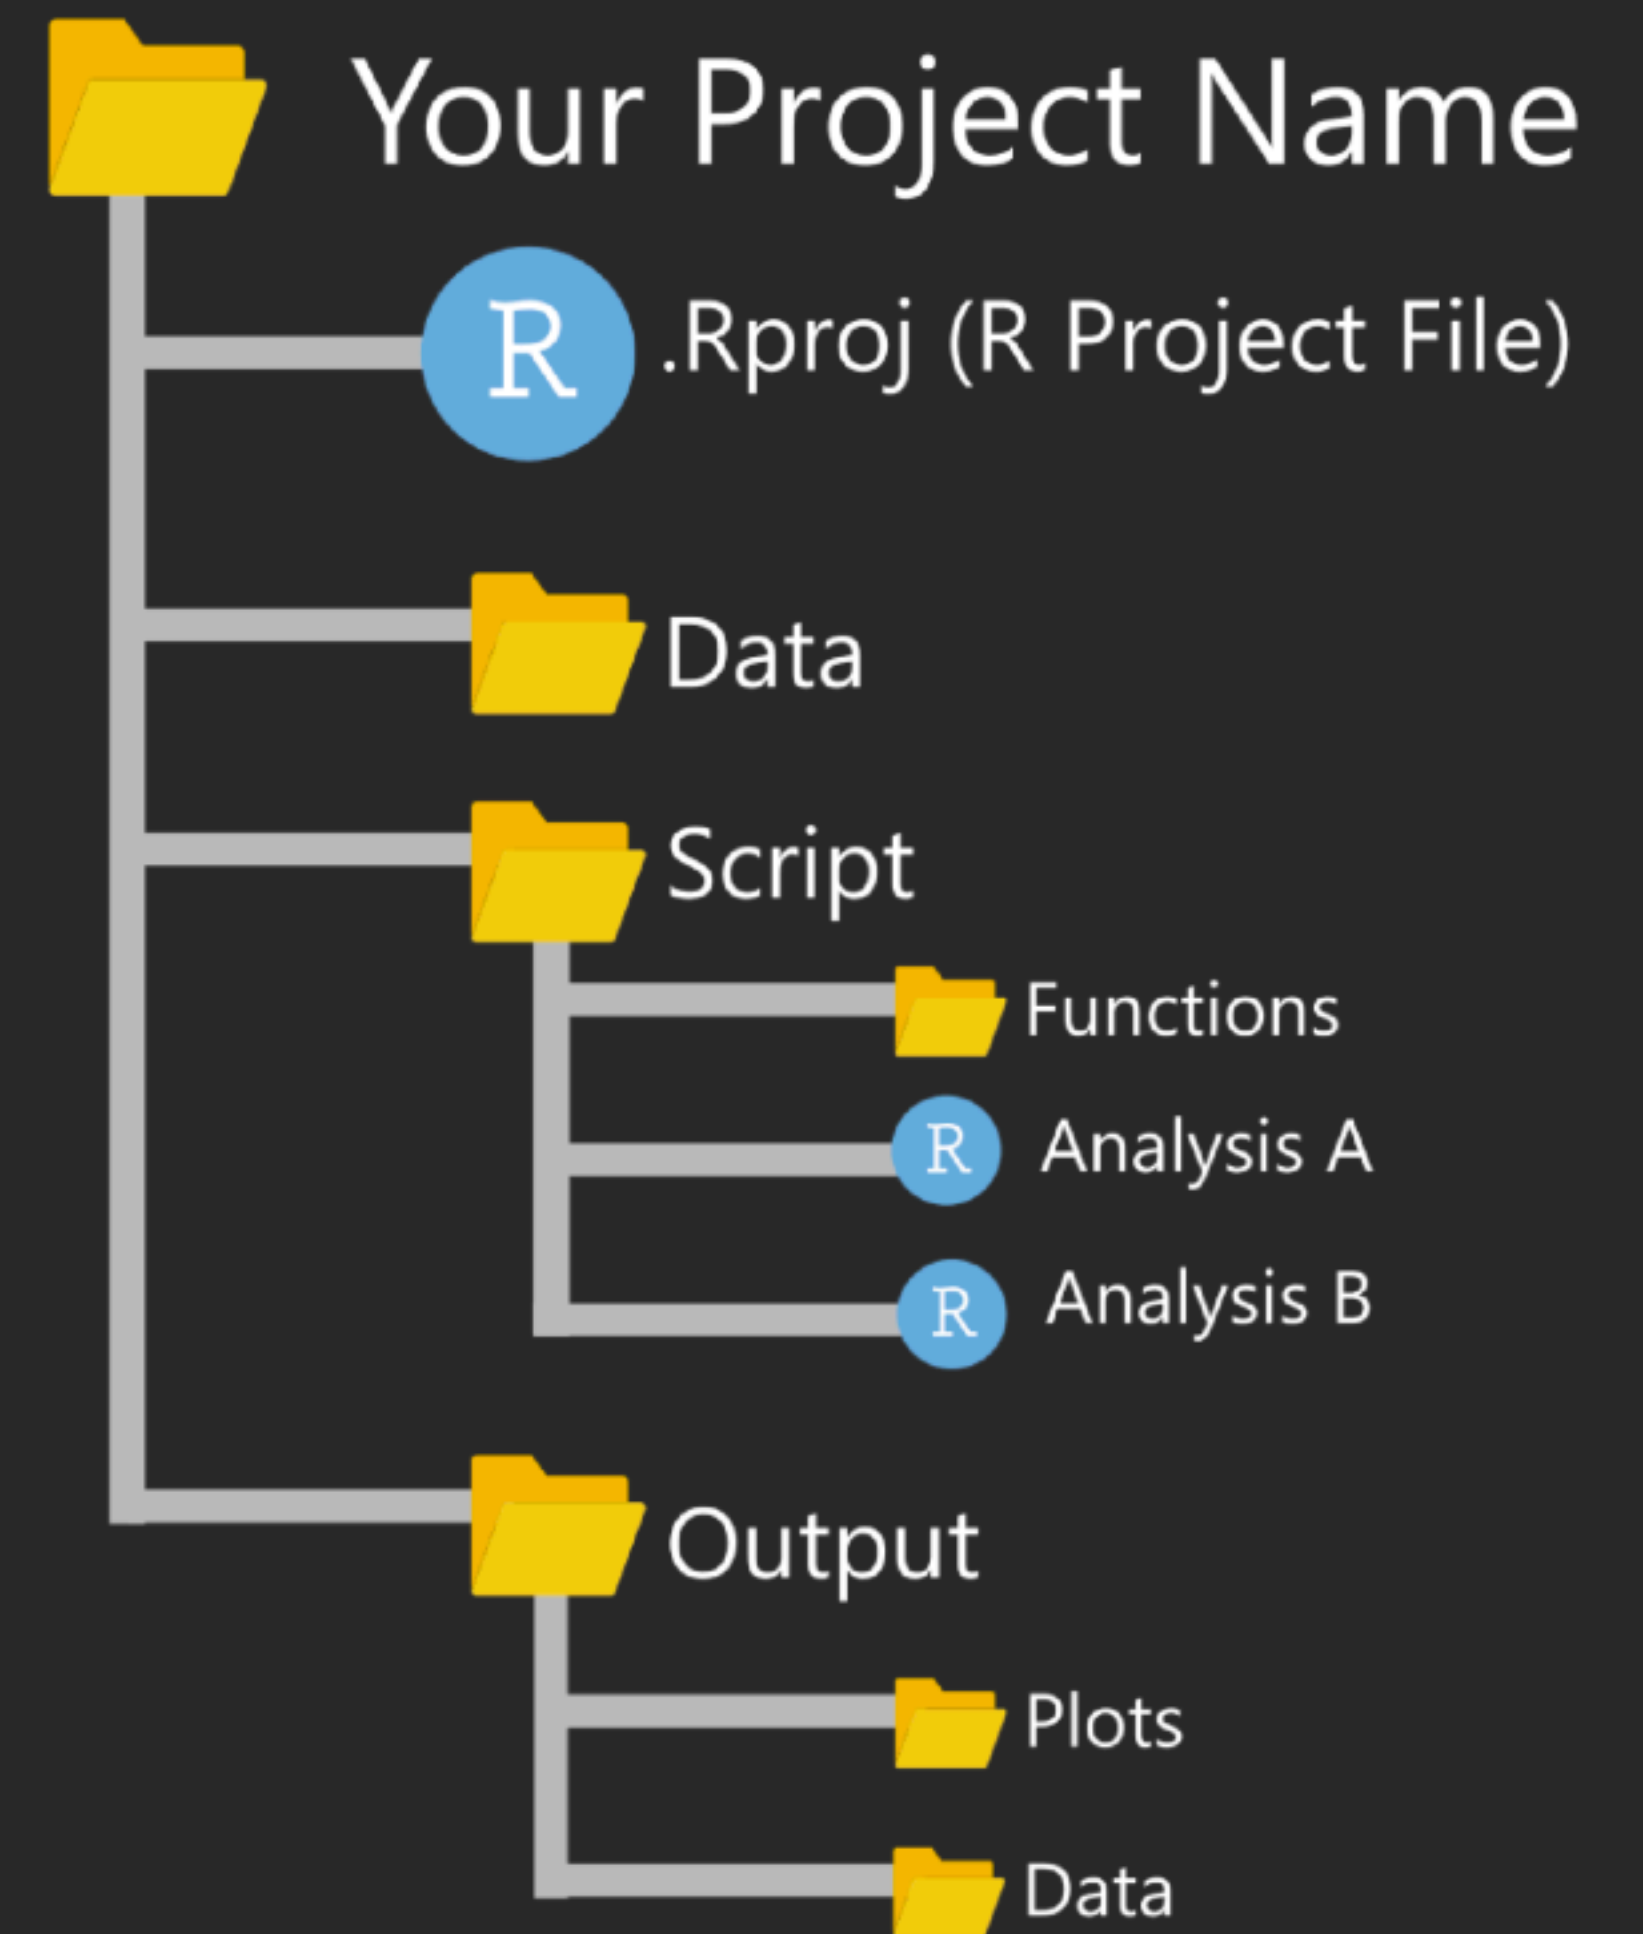 Your Project Name
R .Rproj (R Project File)
Data
Script
Functions
R Analysis A
R Analysis B
Output
Plots
Data